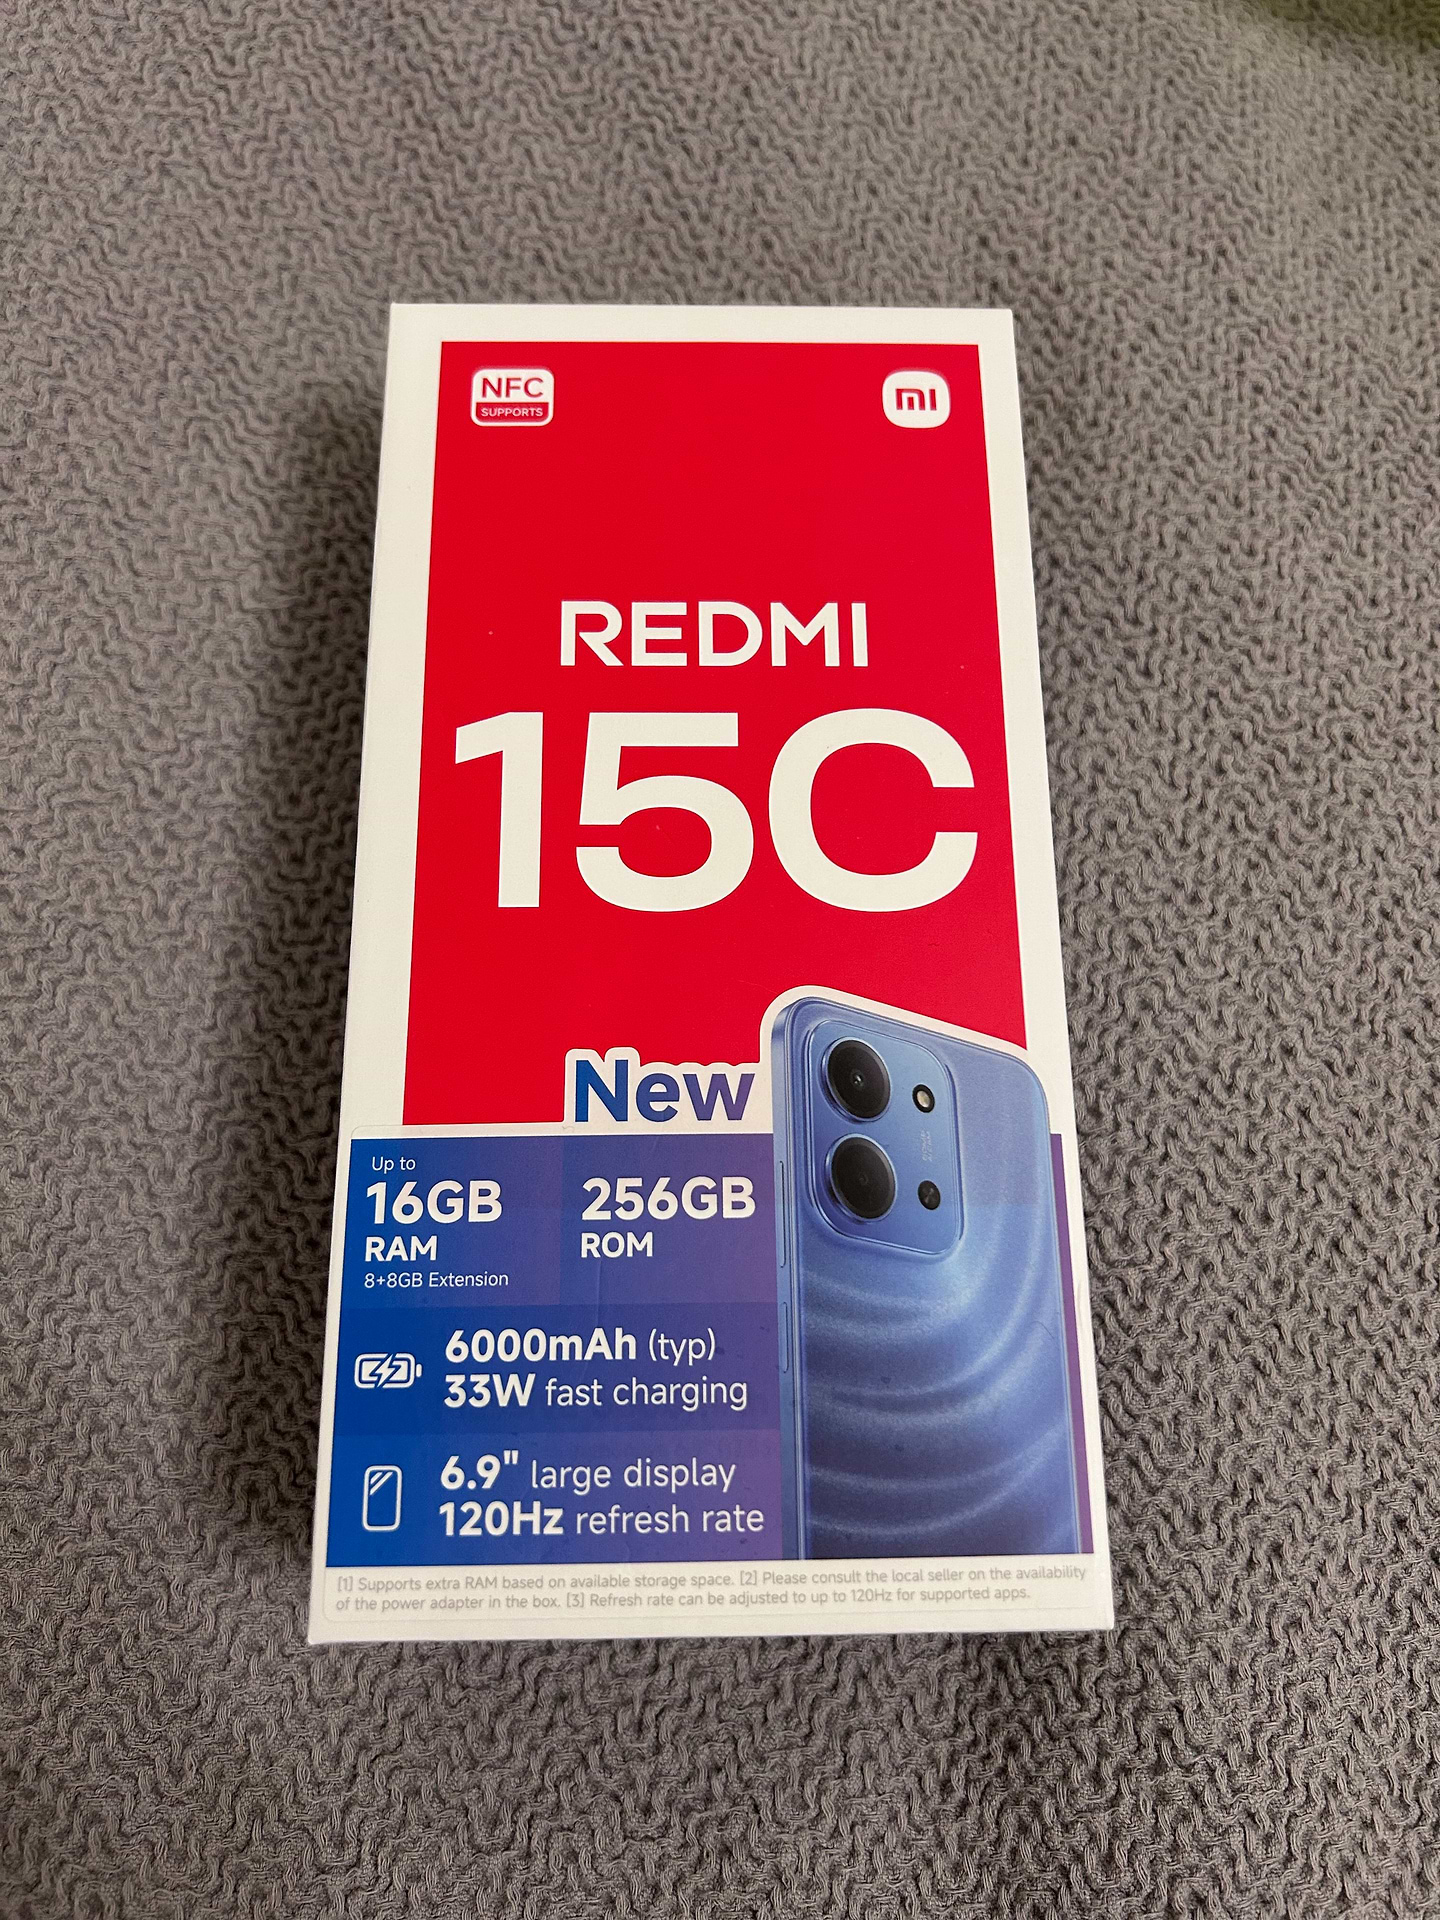 NFC
SUPPORTS
mi
REDMI
15C
New
Up to
16GB
RAM
8+8GB Extension
256GB
ROM
6000mAh (typ)
33W fast charging
6.9" large display
120Hz refresh rate
[1] Supports extra RAM based on available storage space. [2] Please consult the local seller on the availability
of the power adapter in the box. [3] Refresh rate can be adjusted to up to 120Hz for supported apps.